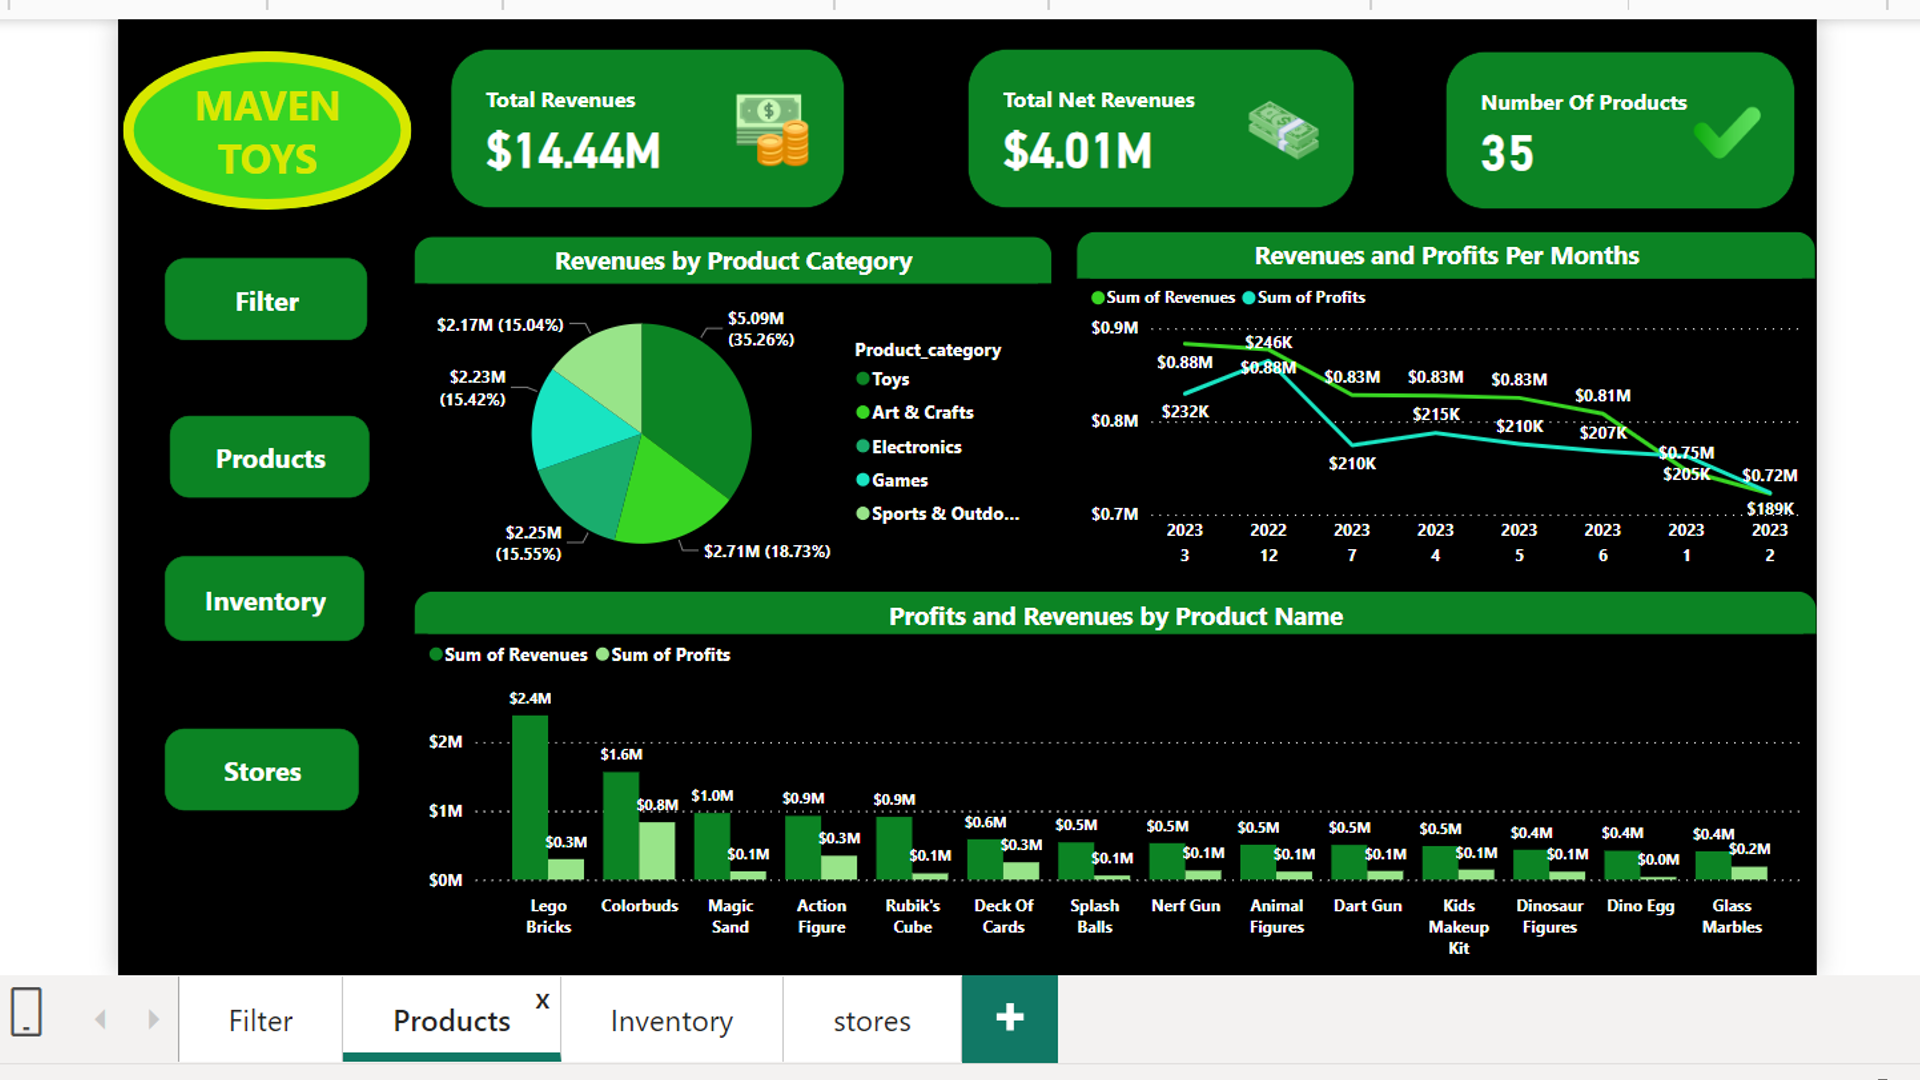 MAVEN
TOYS
Total Revenues
$14.44M
Total Net Revenues
$4.01M
Number Of Products
35
Filter
Products
Inventory
Stores
Revenues by Product Category
$2.17M (15.04%)
$5.09M
(35.26%)
$2.23M
(15.42%)
$2.25M
(15.55%)
$2.71M (18.73%)
Product_category
Toys
Art & Crafts
Electronics
Games
Sports & Outdo...
Revenues and Profits Per Months
Sum of Revenues Sum of Profits
$0.9M
$0.8M
$0.7M
$0.88M
$0.88M
$0.83M
$0.83M
$0.83M
$0.81M
$0.75M
$0.72M
$232K
$246K
$210K
$215K
$210K
$207K
$205K
$189K
2023 2022 2023 2023 2023 2023 2023 2023
3 12 7 4 5 6 1 2
Profits and Revenues by Product Name
Sum of Revenues Sum of Profits
$2M
$1M
$0M
$2.4M $1.6M $1.0M $0.9M $0.9M $0.6M $0.5M $0.5M $0.5M $0.5M $0.5M $0.4M $0.4M $0.4M
$0.3M $0.8M $0.1M $0.3M $0.1M $0.3M $0.1M $0.1M $0.1M $0.1M $0.1M $0.1M $0.0M $0.2M
Lego
Bricks
Colorbuds
Magic
Sand
Action
Figure
Rubik's
Cube
Deck Of
Cards
Splash
Balls
Nerf Gun
Animal
Figures
Dart Gun
Kids
Makeup
Kit
Dinosaur
Figures
Dino Egg
Glass
Marbles
Filter
Products
x
Inventory
stores